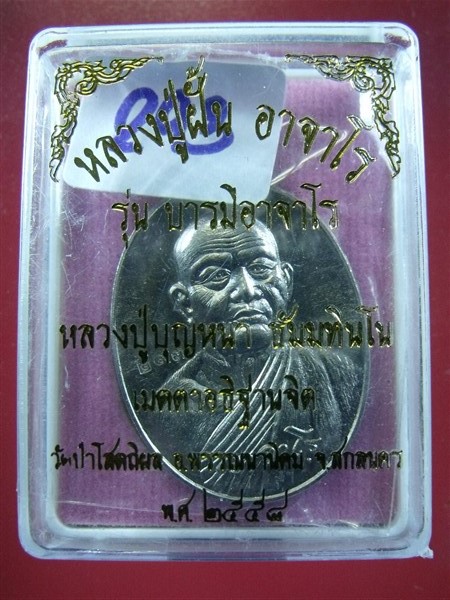 หลวงปู่ฝั้น อาจาโร
รุ่น บารมีอาจาโร
หลวงปู่บุญหนา ธัมมทินโน
เมตตาอธิฐานจิต
วัดป่าโสตถิผล อ.พรรณนานิคม จ.สกลนคร
พ.ศ. ๒๕๕๘